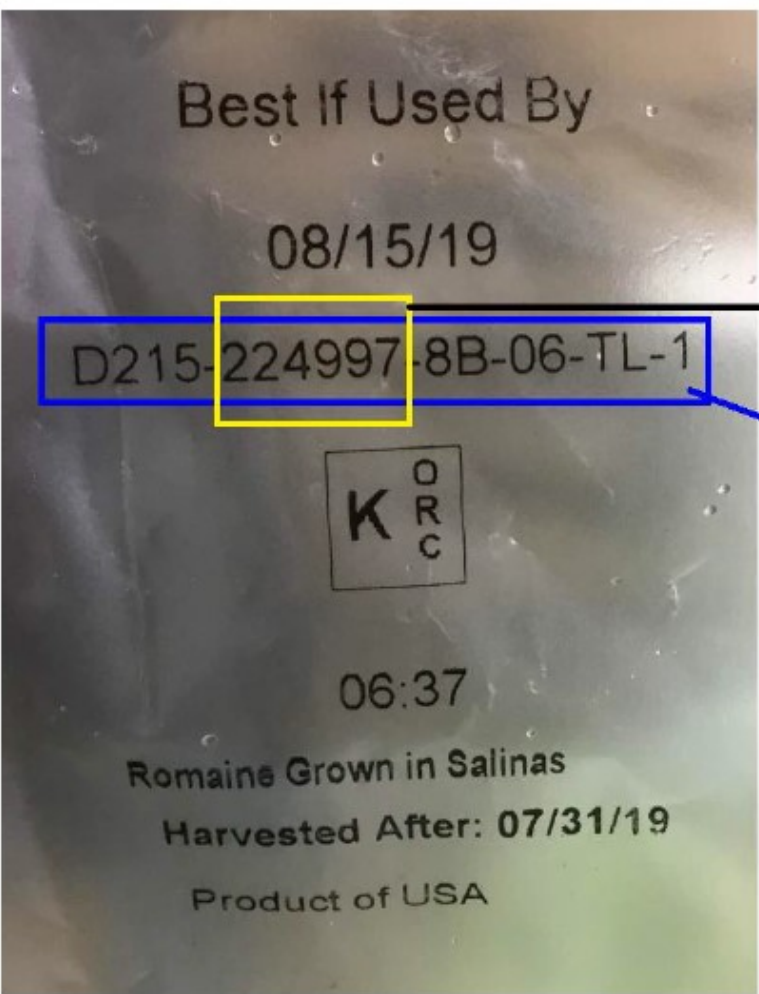 Best If Used By
08/15/19
D215-224997-8B-06-TL-1
K ORC
06:37
Romaine Grown in Salinas
Harvested After: 07/31/19
Product of USA